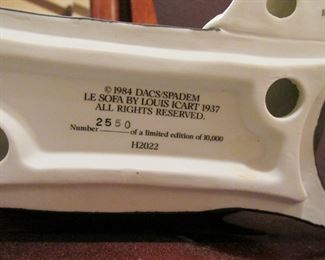 © 1984 DACS/SPADEM
LE SOFA BY LOUIS ICART 1937
ALL RIGHTS RESERVED.
Number 2550 of a limited edition of 10,000
H2022